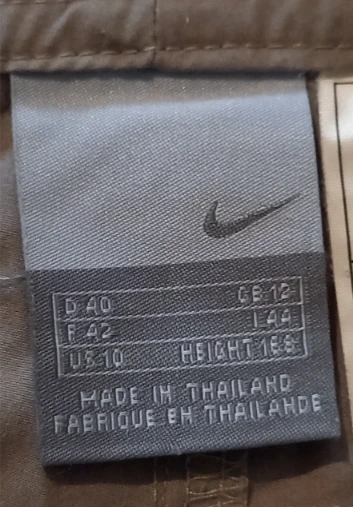 D 40 GB 12
F 42 I 44
US 10 HEIGHT 168
MADE IN THAILAND
FABRIQUE EN THAILANDE